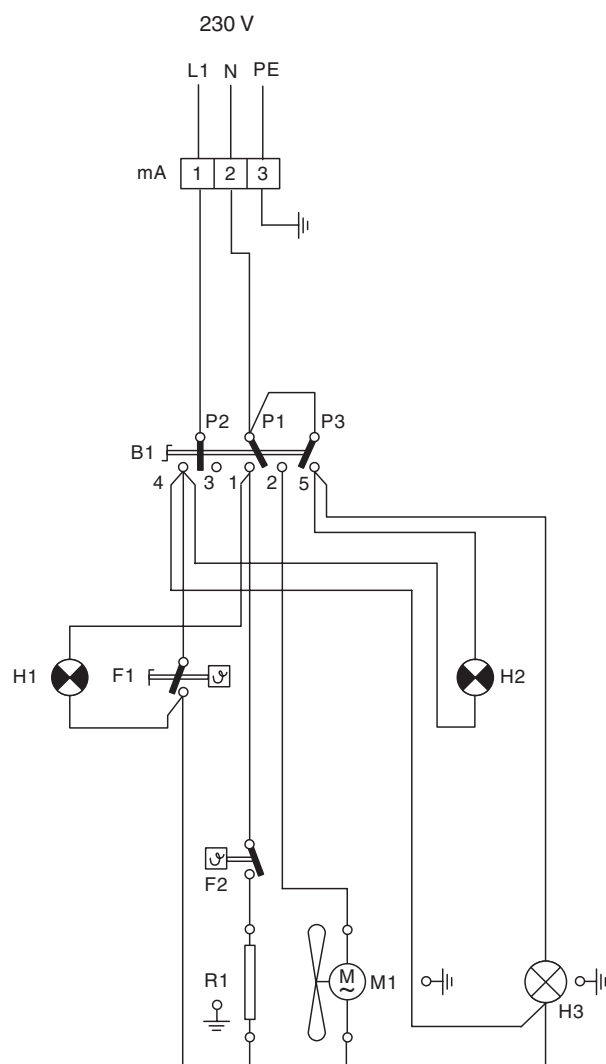 230 V
L1 N PE
mA 1 2 3
P2 P1 P3
B1
4 3 1 2 5
H1 F1 ϑ H2
ϑ
F2
R1 M ~ M1
H3